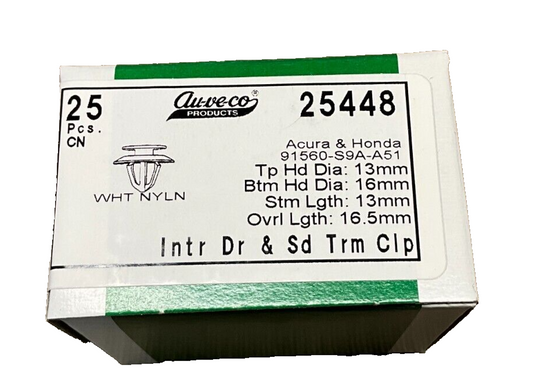 25
Pcs.
CN
WHT NYLN
Au-ve-co®
PRODUCTS
25448
Acura & Honda
91560-S9A-A51
Tp Hd Dia: 13mm
Btm Hd Dia: 16mm
Stm Lgth: 13mm
Ovrl Lgth: 16.5mm
Intr Dr & Sd Trm Clp